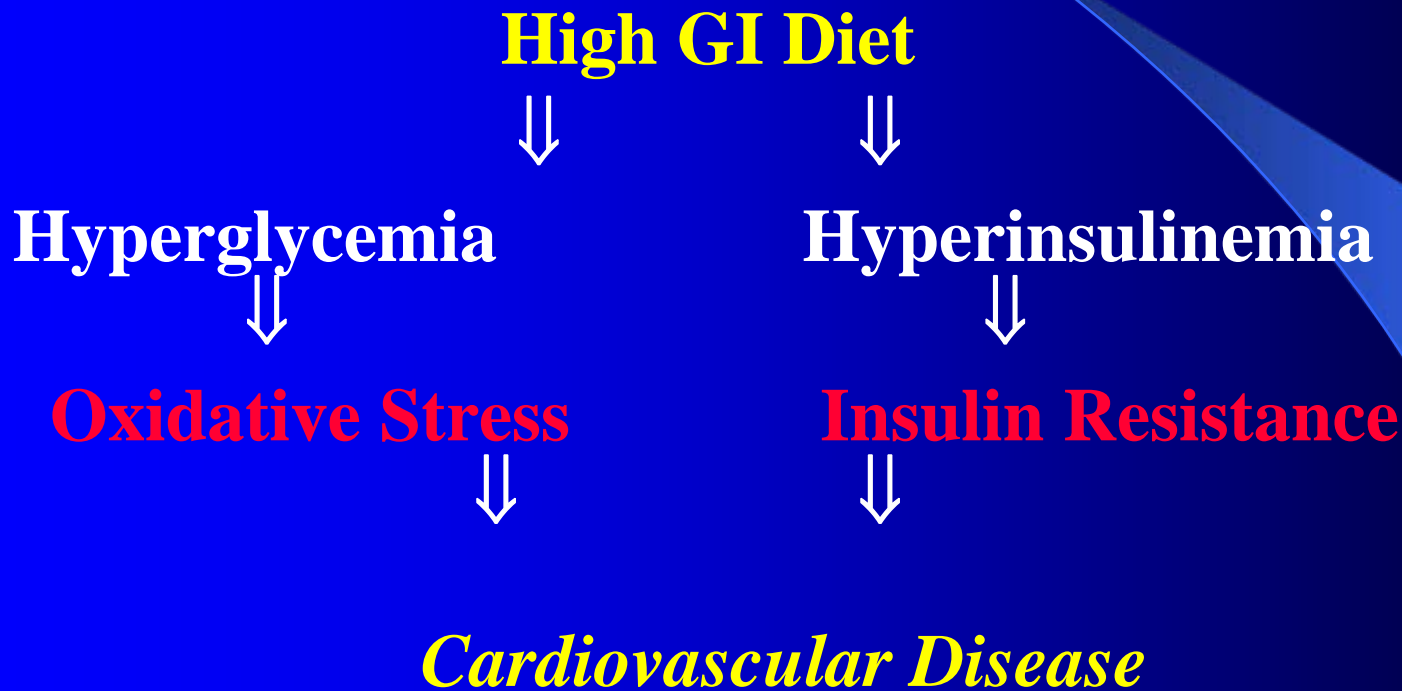 High GI Diet
⇓ ⇓
Hyperglycemia Hyperinsulinemia
⇓ ⇓
Oxidative Stress Insulin Resistance
⇓ ⇓
Cardiovascular Disease